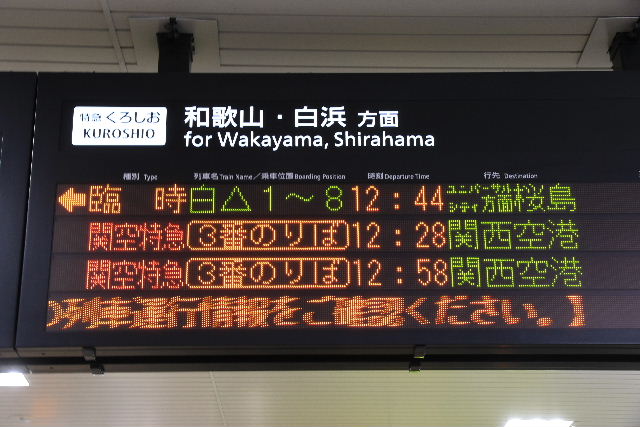 特急 くろしお 和歌山・白浜 方面
KUROSHIO for Wakayama, Shirahama
種別 Type 列車名 Train Name／乗車位置 Boarding Position 時刻 Departure Time 行先 Destination
←臨 時 白△1～8 12：44 ユニバーサル シティ方面 桜島
関空特急 3番のりば 12：28 関西空港
関空特急 3番のりば 12：58 関西空港
列車運行情報をご確認ください。】